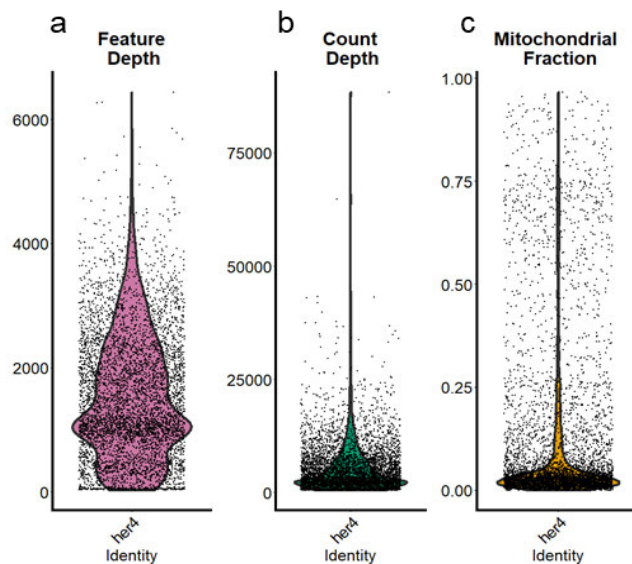 a
Feature
Depth
6000
4000
2000
0
her4
Identity
b
Count
Depth
75000
50000
25000
0
her4
Identity
c
Mitochondrial
Fraction
1.00
0.75
0.50
0.25
0.00
her4
Identity